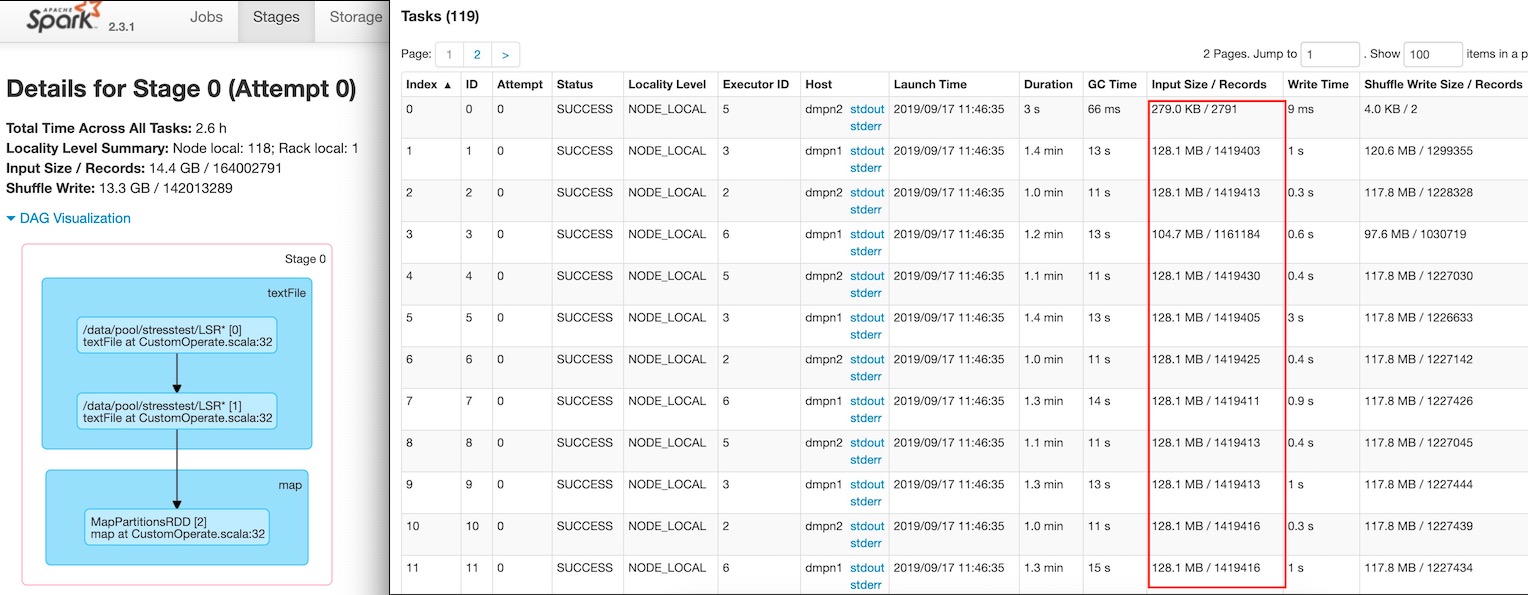 APACHE
Spark 2.3.1
Jobs Stages Storage
Details for Stage 0 (Attempt 0)
Total Time Across All Tasks: 2.6 h
Locality Level Summary: Node local: 118; Rack local: 1
Input Size / Records: 14.4 GB / 164002791
Shuffle Write: 13.3 GB / 142013289
DAG Visualization
Stage 0
textFile
/data/pool/stresstest/LSR* [0]
textFile at CustomOperate.scala:32
/data/pool/stresstest/LSR* [1]
textFile at CustomOperate.scala:32
map
MapPartitionsRDD [2]
map at CustomOperate.scala:32
Tasks (119)
Page: 1 2 >
2 Pages. Jump to 1 . Show 100 items in a p
Index ▲ ID Attempt Status Locality Level Executor ID Host Launch Time Duration GC Time Input Size / Records Write Time Shuffle Write Size / Records
0 0 0 SUCCESS NODE_LOCAL 5 dmpn2 stdout 2019/09/17 11:46:35 3 s 66 ms 279.0 KB / 2791 9 ms 4.0 KB / 2
stderr
1 1 0 SUCCESS NODE_LOCAL 3 dmpn1 stdout 2019/09/17 11:46:35 1.4 min 13 s 128.1 MB / 1419403 1 s 120.6 MB / 1299355
stderr
2 2 0 SUCCESS NODE_LOCAL 2 dmpn2 stdout 2019/09/17 11:46:35 1.0 min 11 s 128.1 MB / 1419413 0.3 s 117.8 MB / 1228328
stderr
3 3 0 SUCCESS NODE_LOCAL 6 dmpn1 stdout 2019/09/17 11:46:35 1.2 min 13 s 104.7 MB / 1161184 0.6 s 97.6 MB / 1030719
stderr
4 4 0 SUCCESS NODE_LOCAL 5 dmpn2 stdout 2019/09/17 11:46:35 1.1 min 11 s 128.1 MB / 1419430 0.4 s 117.8 MB / 1227030
stderr
5 5 0 SUCCESS NODE_LOCAL 3 dmpn1 stdout 2019/09/17 11:46:35 1.4 min 13 s 128.1 MB / 1419405 3 s 117.8 MB / 1226633
stderr
6 6 0 SUCCESS NODE_LOCAL 2 dmpn2 stdout 2019/09/17 11:46:35 1.0 min 11 s 128.1 MB / 1419425 0.4 s 117.8 MB / 1227142
stderr
7 7 0 SUCCESS NODE_LOCAL 6 dmpn1 stdout 2019/09/17 11:46:35 1.3 min 14 s 128.1 MB / 1419411 0.9 s 117.8 MB / 1227426
stderr
8 8 0 SUCCESS NODE_LOCAL 5 dmpn2 stdout 2019/09/17 11:46:35 1.1 min 11 s 128.1 MB / 1419413 0.4 s 117.8 MB / 1227045
stderr
9 9 0 SUCCESS NODE_LOCAL 3 dmpn1 stdout 2019/09/17 11:46:35 1.3 min 13 s 128.1 MB / 1419413 1 s 117.8 MB / 1227444
stderr
10 10 0 SUCCESS NODE_LOCAL 2 dmpn2 stdout 2019/09/17 11:46:35 1.0 min 11 s 128.1 MB / 1419416 0.3 s 117.8 MB / 1227439
stderr
11 11 0 SUCCESS NODE_LOCAL 6 dmpn1 stdout 2019/09/17 11:46:35 1.3 min 15 s 128.1 MB / 1419416 1 s 117.8 MB / 1227434
stderr